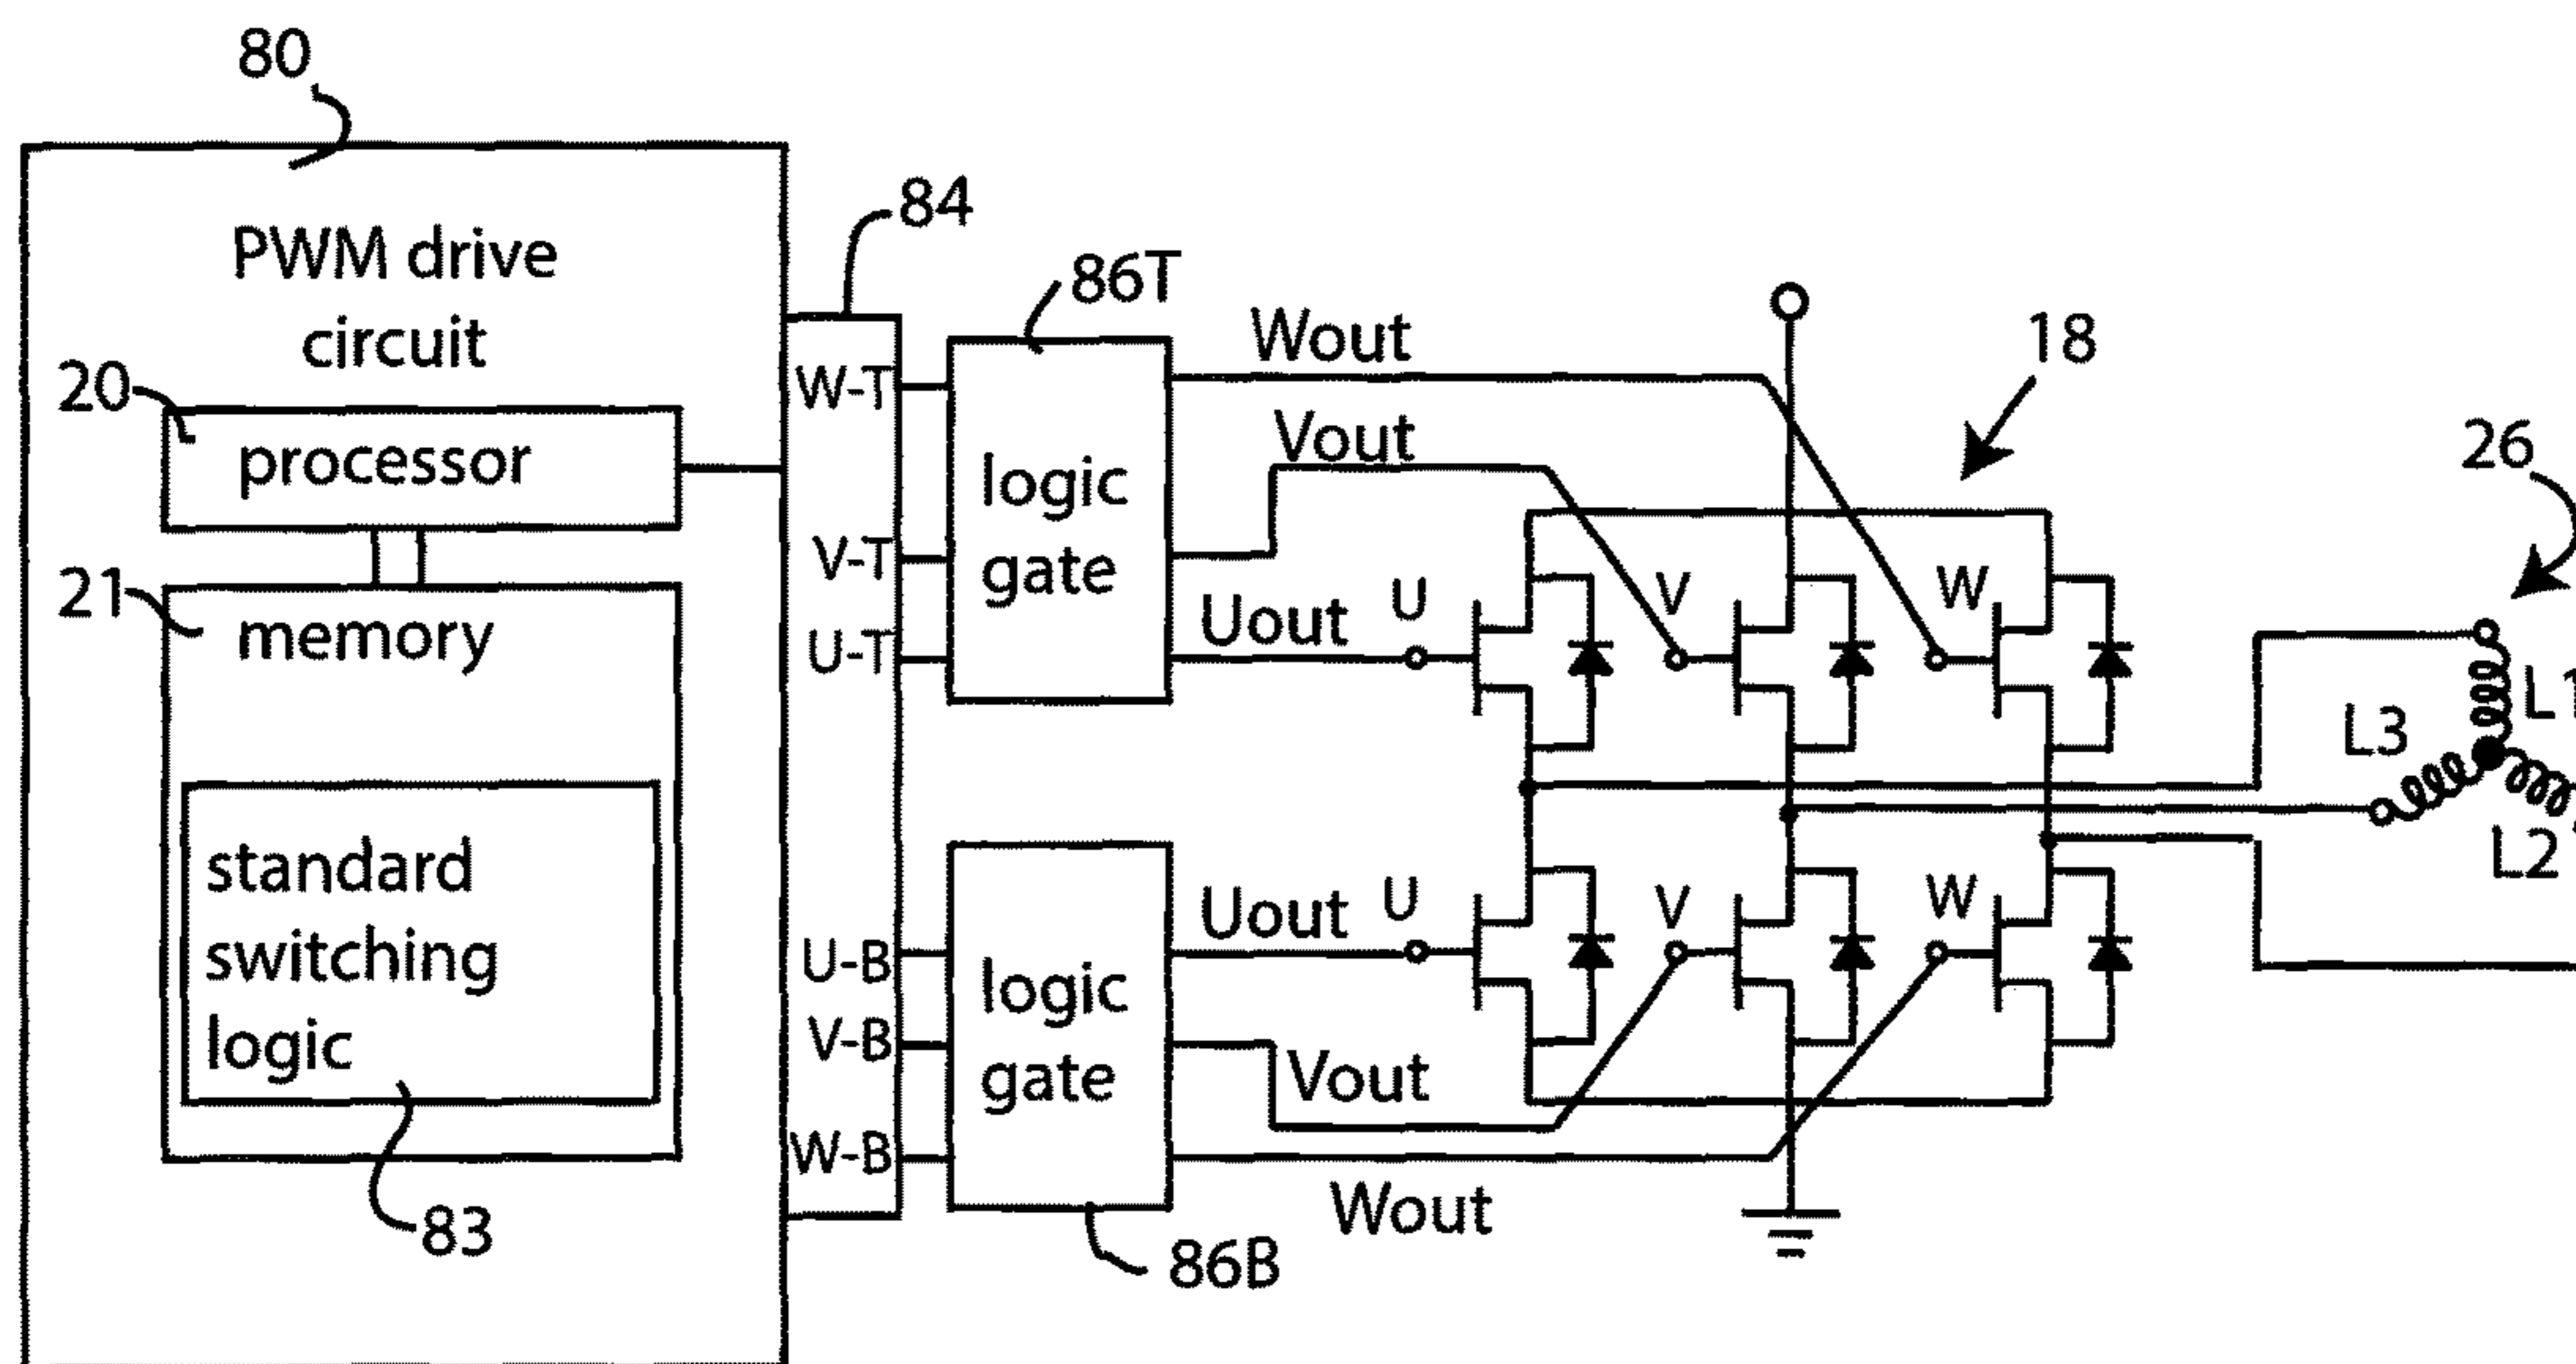 80
PWM drive
circuit
20
processor
21
memory
standard
switching
logic
83
84
W-T
V-T
U-T
U-B
V-B
W-B
86T
logic
gate
logic
gate
86B
Wout
Vout
Uout
Uout
Vout
Wout
U
V
W
U
V
W
18
26
L1
L3
L2